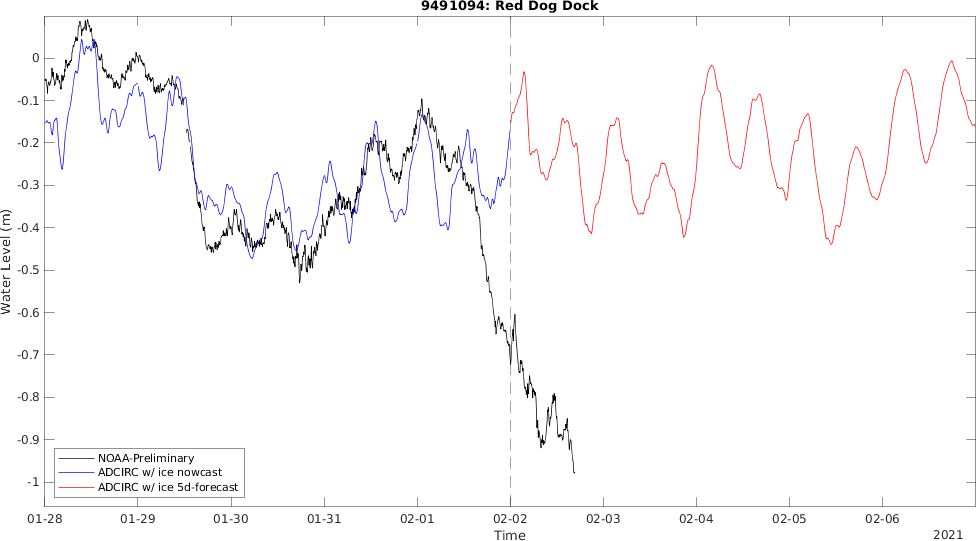 9491094: Red Dog Dock
Water Level (m)
0
-0.1
-0.2
-0.3
-0.4
-0.5
-0.6
-0.7
-0.8
-0.9
-1
NOAA-Preliminary
ADCIRC w/ ice nowcast
ADCIRC w/ ice 5d-forecast
01-28 01-29 01-30 01-31 02-01 02-02 02-03 02-04 02-05 02-06
Time
2021